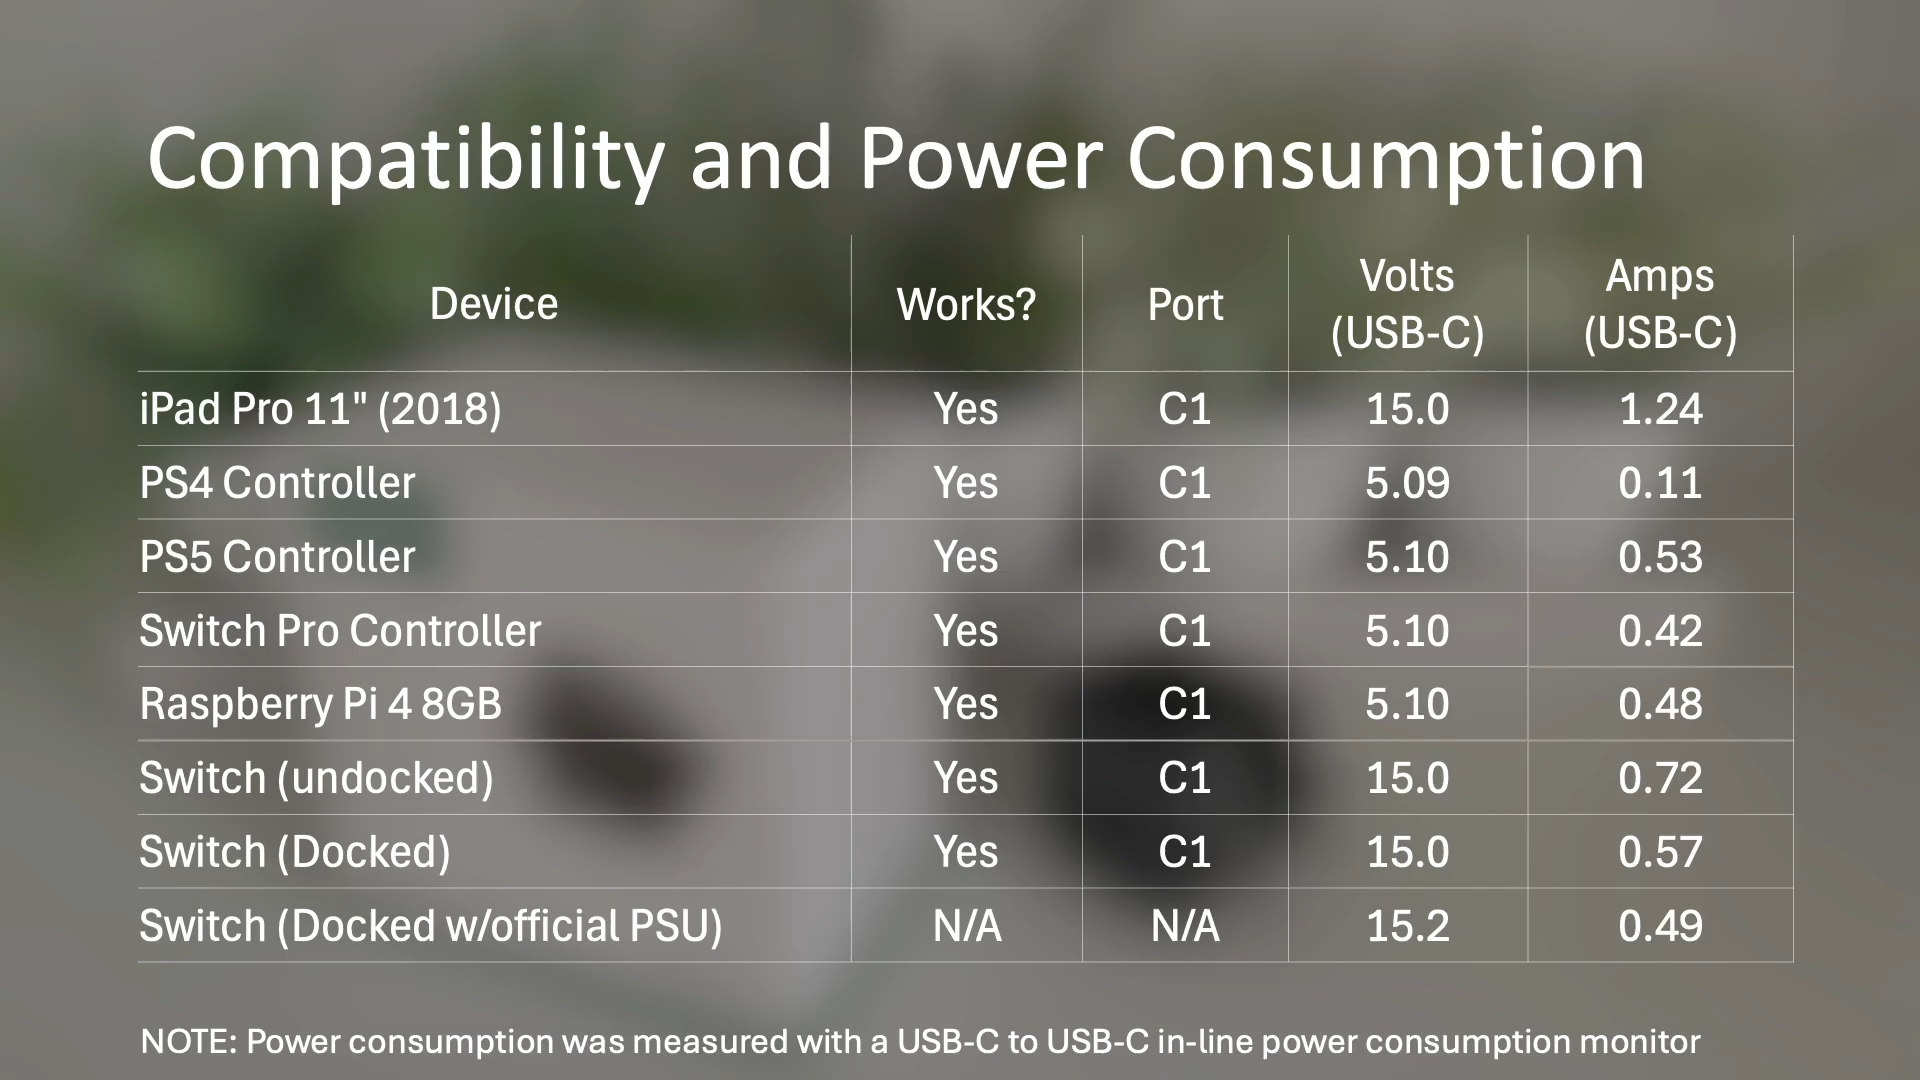 Compatibility and Power Consumption
Device Works? Port Volts (USB-C) Amps (USB-C)
iPad Pro 11" (2018) Yes C1 15.0 1.24
PS4 Controller Yes C1 5.09 0.11
PS5 Controller Yes C1 5.10 0.53
Switch Pro Controller Yes C1 5.10 0.42
Raspberry Pi 4 8GB Yes C1 5.10 0.48
Switch (undocked) Yes C1 15.0 0.72
Switch (Docked) Yes C1 15.0 0.57
Switch (Docked w/official PSU) N/A N/A 15.2 0.49
NOTE: Power consumption was measured with a USB-C to USB-C in-line power consumption monitor